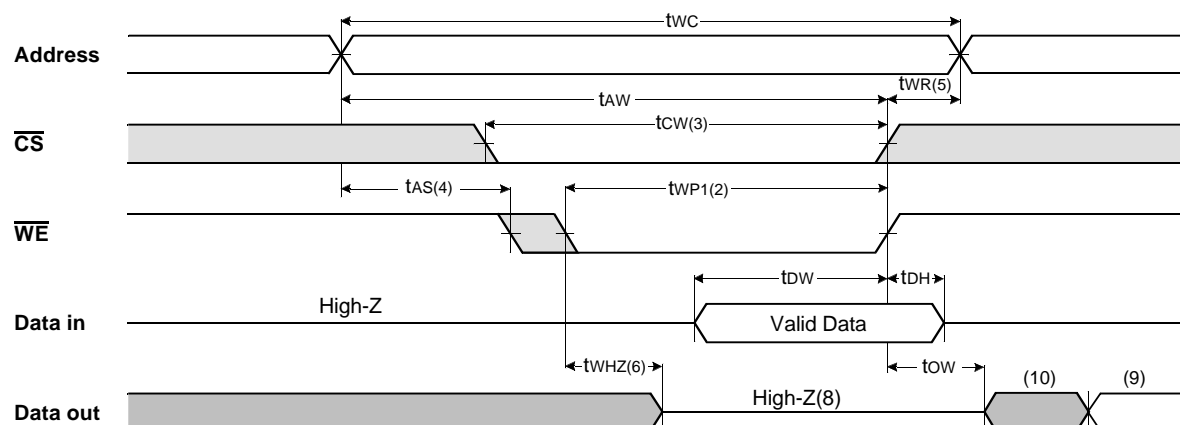 tWC
Address
tWR(5)
tAW
tCW(3)
CS
tAS(4)
tWP1(2)
WE
tDW
tDH
High-Z
Data in
Valid Data
tWHZ(6)
tOW
(10)
(9)
High-Z(8)
Data out